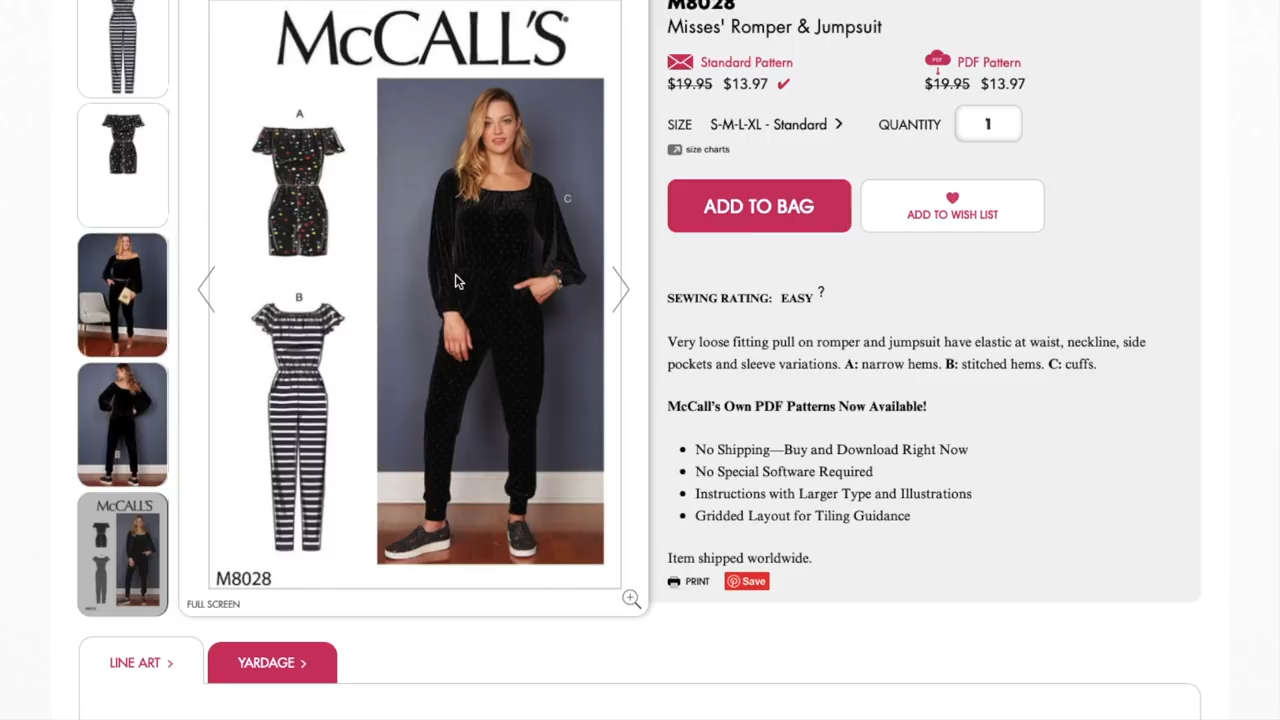 M8028
Misses' Romper & Jumpsuit
Standard Pattern
$19.95 $13.97
PDF
PDF Pattern
$19.95 $13.97
SIZE S-M-L-XL - Standard
QUANTITY 1
size charts
ADD TO BAG
ADD TO WISH LIST
SEWING RATING: EASY ?
Very loose fitting pull on romper and jumpsuit have elastic at waist, neckline, side
pockets and sleeve variations. A: narrow hems. B: stitched hems. C: cuffs.
McCall's Own PDF Patterns Now Available!
No Shipping—Buy and Download Right Now
No Special Software Required
Instructions with Larger Type and Illustrations
Gridded Layout for Tiling Guidance
Item shipped worldwide.
PRINT
Save
McCALL'S
A
B
C
M8028
FULL SCREEN
McCALL'S
LINE ART >
YARDAGE >